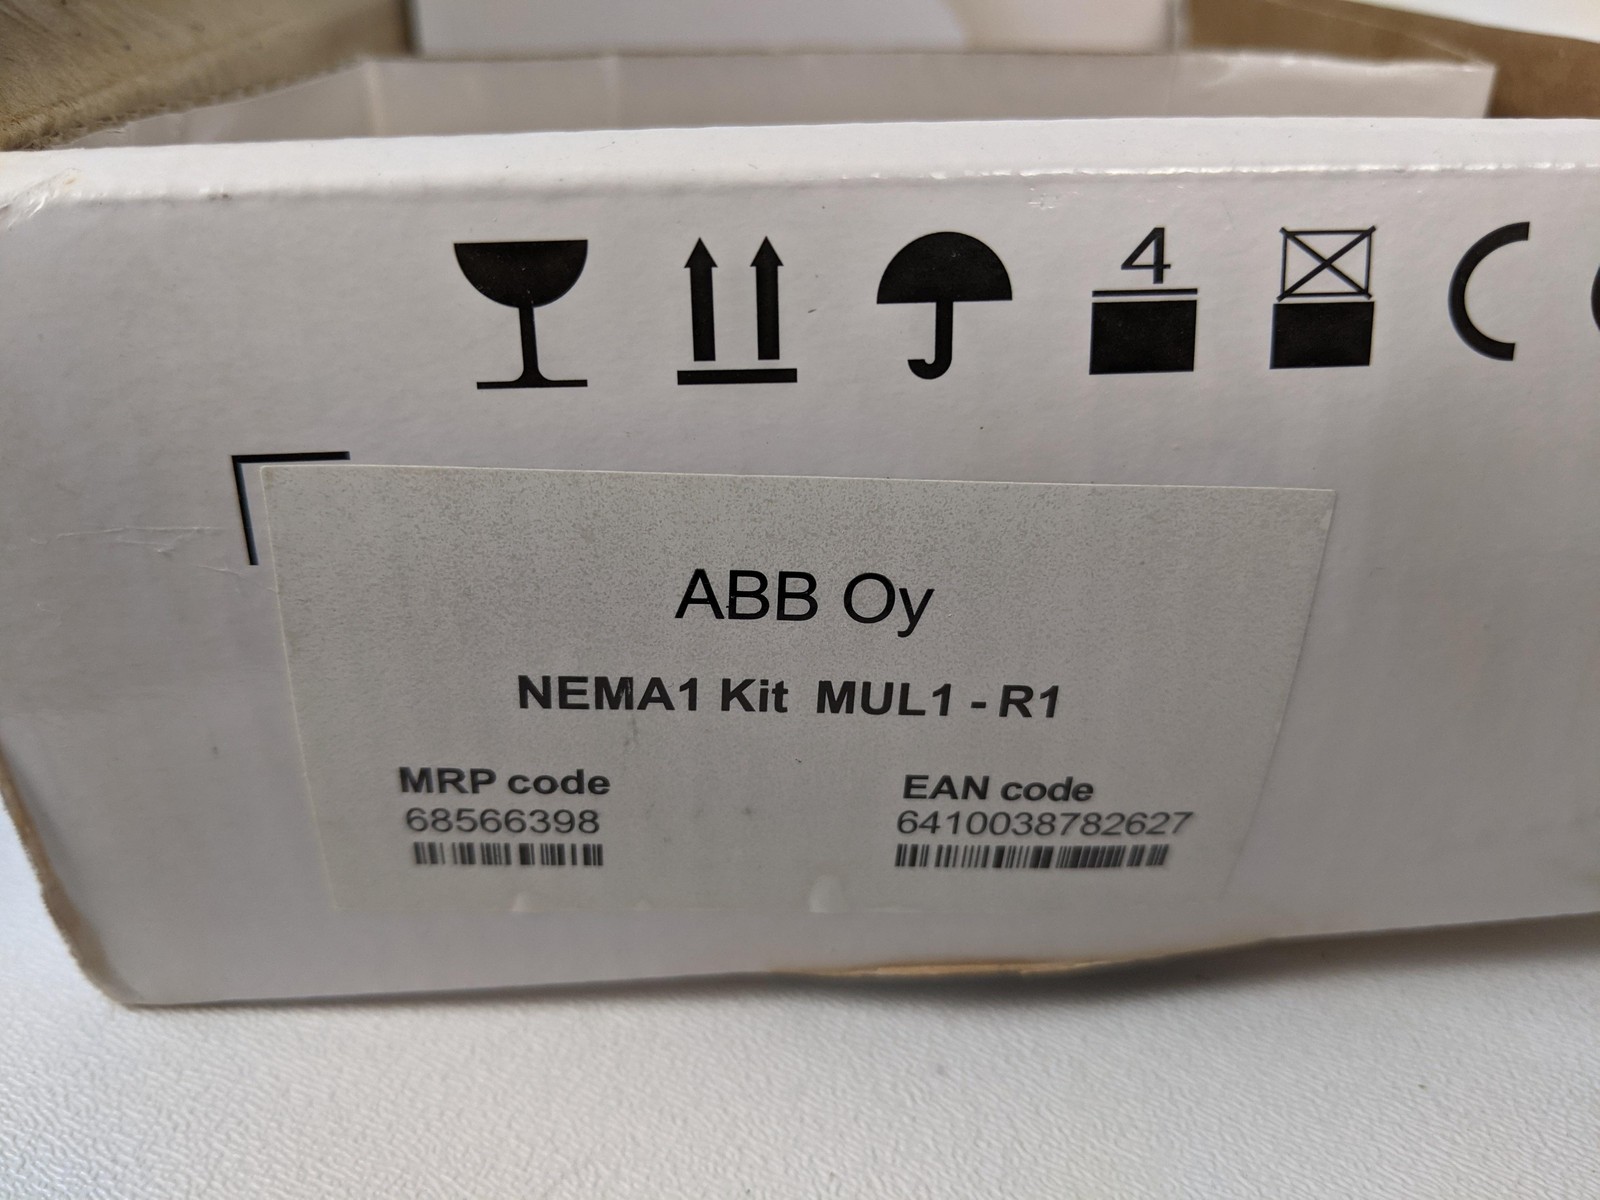 4
ABB Oy
NEMA1 Kit MUL1 - R1
MRP code
68566398
EAN code
6410038782627